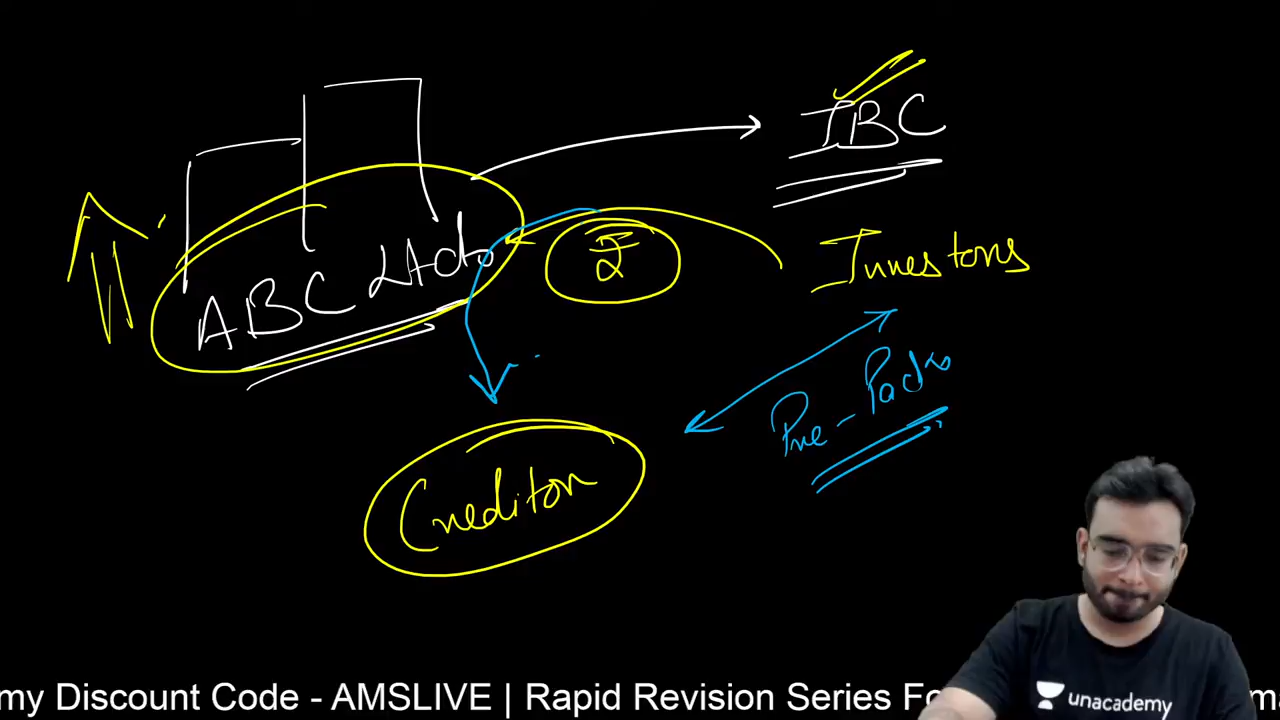 IBC
ABC Ltd.
₹
Investors
Pre-Packs
Creditor
unacademy
my Discount Code - AMSLIVE | Rapid Revision Series Fo
m